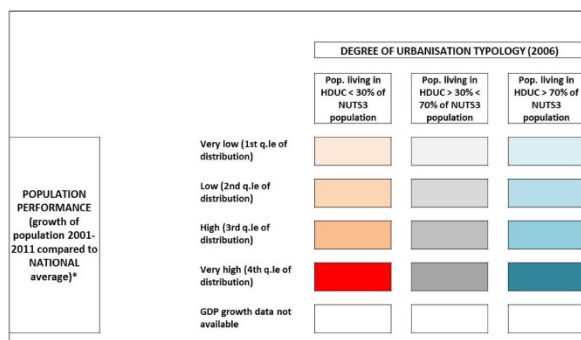 DEGREE OF URBANISATION TYPOLOGY (2006)
Pop. living in
HDUC < 30% of
NUTS3
population
Pop. living in
HDUC > 30% <
70% of NUTS3
population
Pop. living in
HDUC > 70% of
NUTS3
population
POPULATION
PERFORMANCE
(growth of
population 2001-
2011 compared to
NATIONAL
average)*
Very low (1st q.le of
distribution)
Low (2nd q.le of
distribution)
High (3rd q.le of
distribution)
Very high (4th q.le of
distribution)
GDP growth data not
available